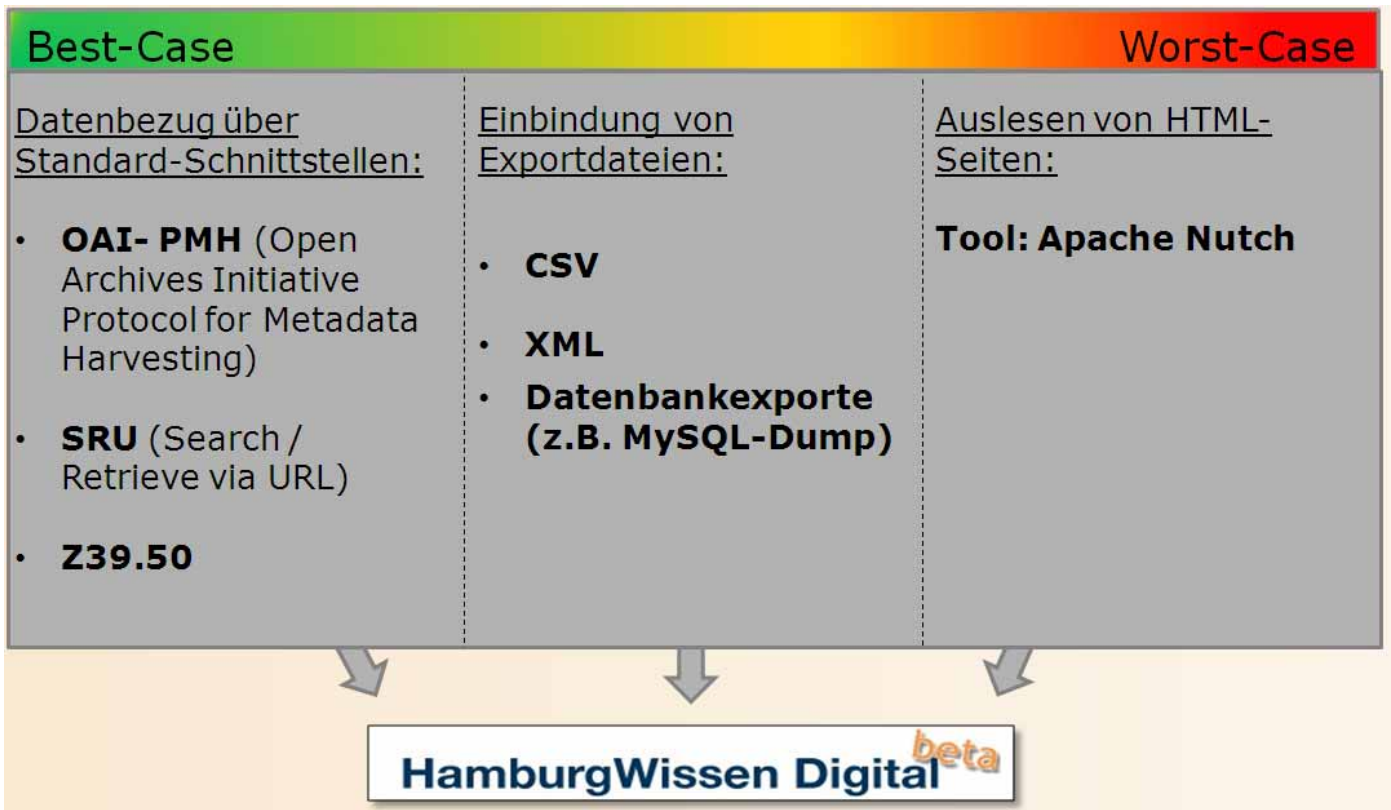 Best-Case
Worst-Case
Datenbezug über
Standard-Schnittstellen:
• OAI- PMH (Open
Archives Initiative
Protocol for Metadata
Harvesting)
• SRU (Search /
Retrieve via URL)
• Z39.50
Einbindung von
Exportdateien:
• CSV
• XML
• Datenbankexporte
(z.B. MySQL-Dump)
Auslesen von HTML-
Seiten:
Tool: Apache Nutch
HamburgWissen Digital beta